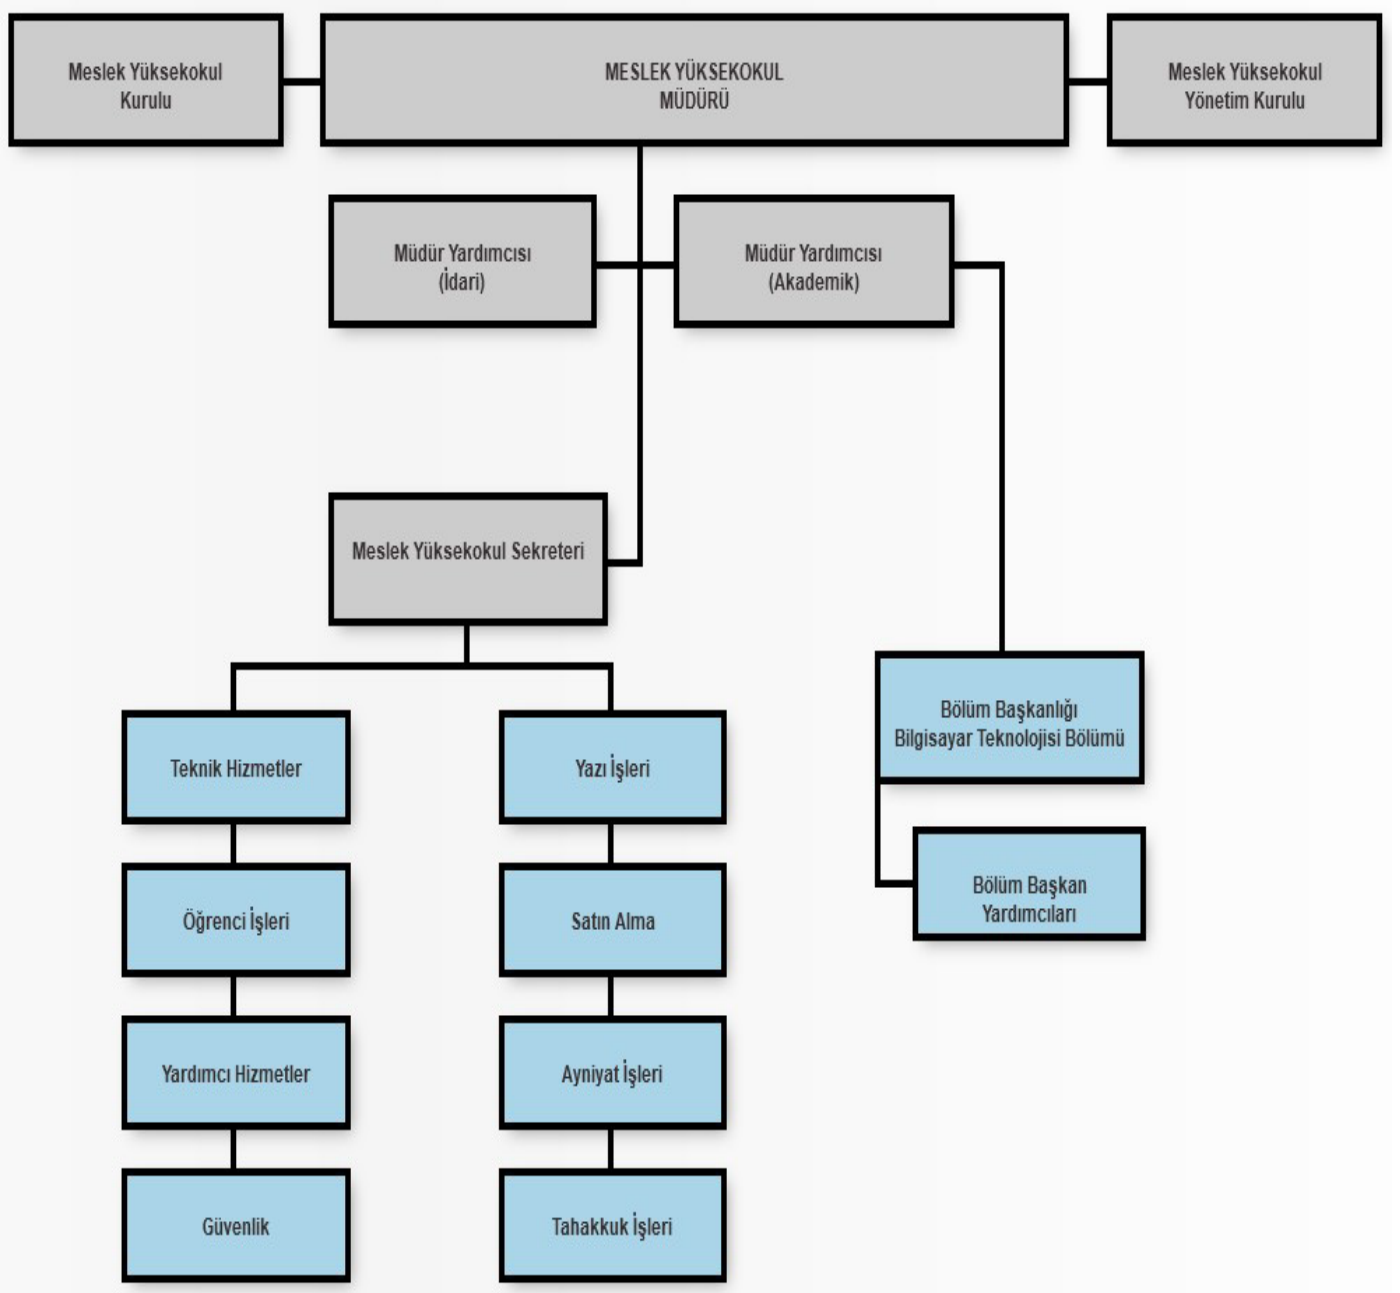 Meslek Yüksekokul
Kurulu
MESLEK YÜKSEKOKUL
MÜDÜRÜ
Meslek Yüksekokul
Yönetim Kurulu
Müdür Yardımcısı
(İdari)
Müdür Yardımcısı
(Akademik)
Meslek Yüksekokul Sekreteri
Bölüm Başkanlığı
Bilgisayar Teknolojisi Bölümü
Bölüm Başkan
Yardımcıları
Teknik Hizmetler
Yazı İşleri
Öğrenci İşleri
Satın Alma
Yardımcı Hizmetler
Ayniyat İşleri
Güvenlik
Tahakkuk İşleri